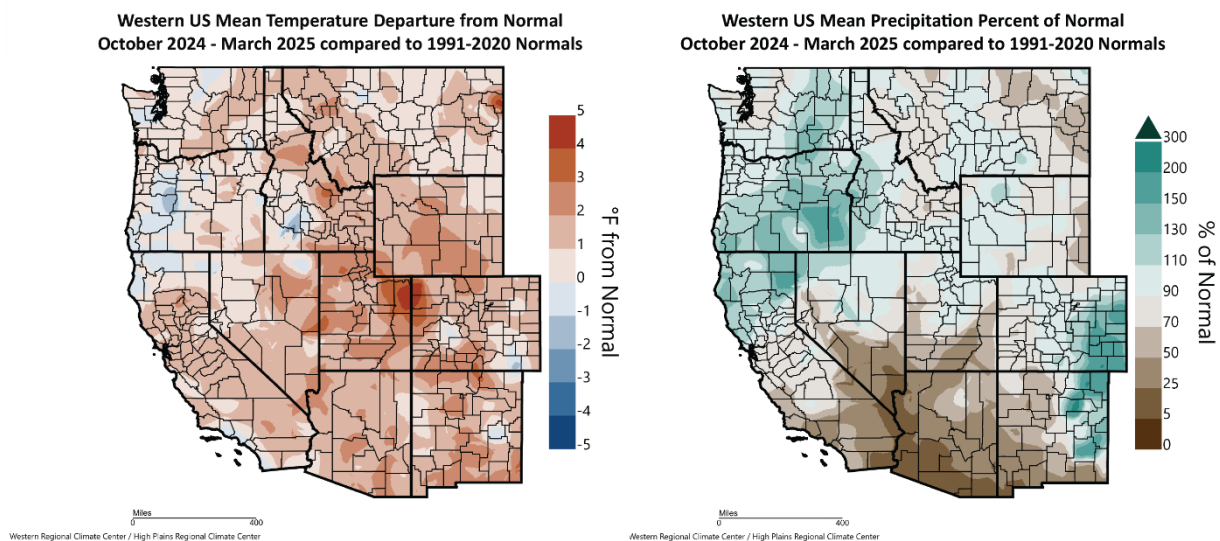 Western US Mean Temperature Departure from Normal
October 2024 - March 2025 compared to 1991-2020 Normals
5
4
3
2
1
0
-1
-2
-3
-4
-5
°F from Normal
Miles
0 400
Western Regional Climate Center / High Plains Regional Climate Center
Western US Mean Precipitation Percent of Normal
October 2024 - March 2025 compared to 1991-2020 Normals
300
200
150
130
110
90
70
50
25
5
0
% of Normal
Miles
0 400
Western Regional Climate Center / High Plains Regional Climate Center